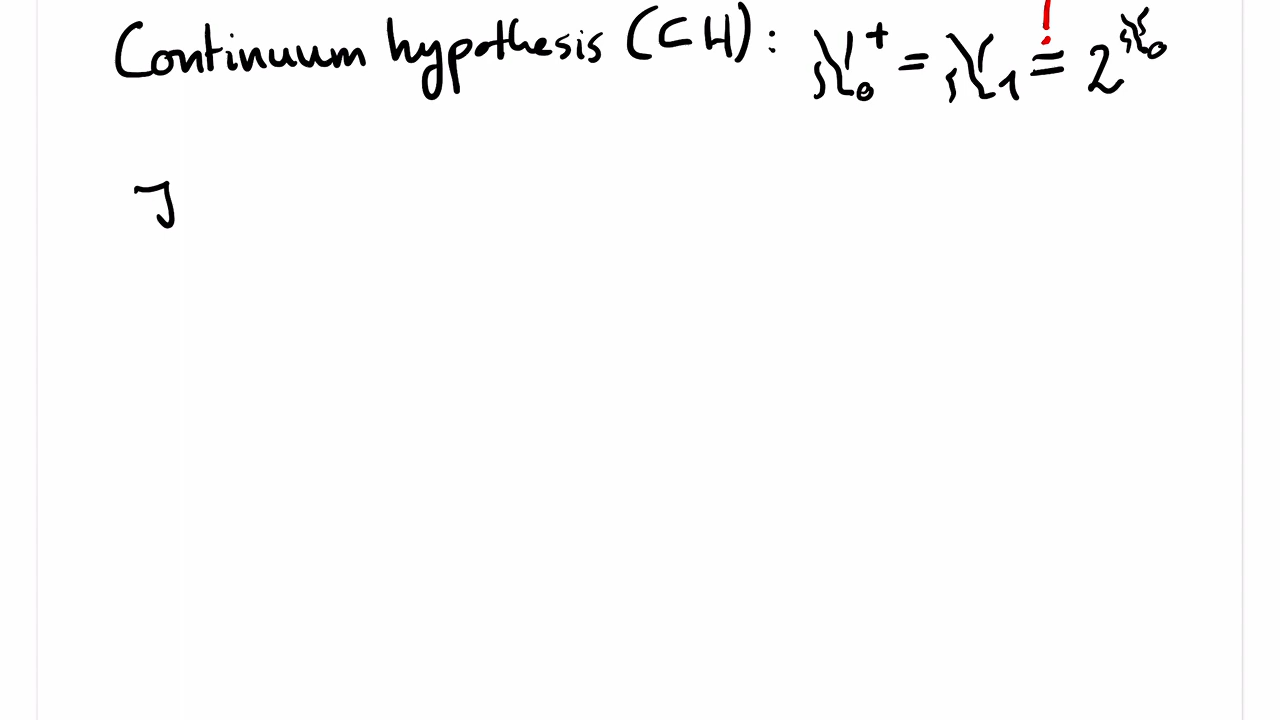 Continuum hypothesis (CH): ℵ₀⁺ = ℵ₁ =! 2^ℵ₀